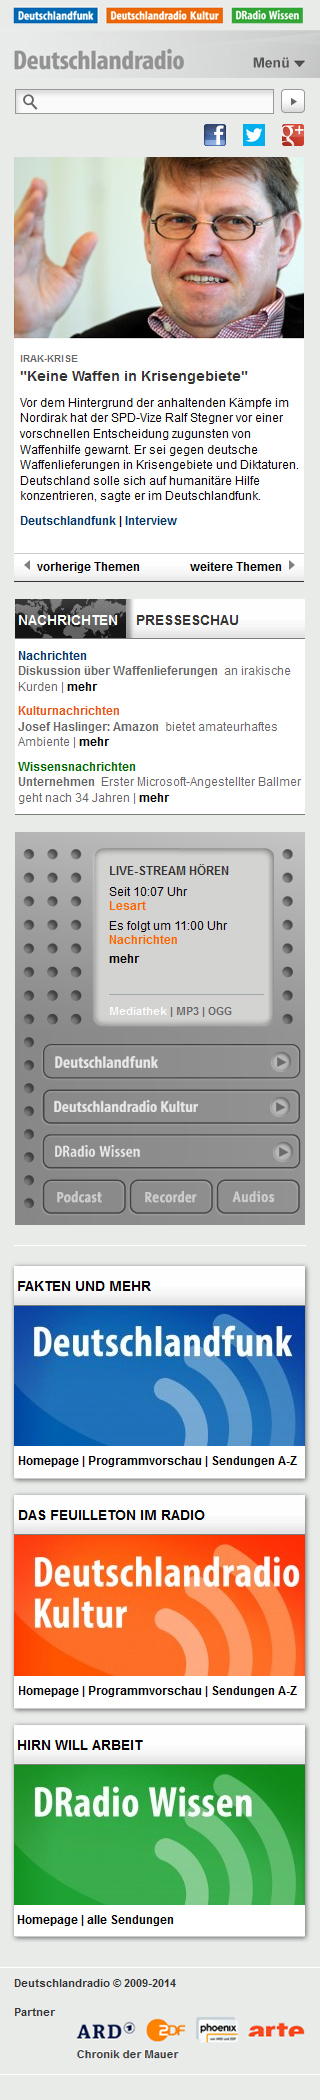 Deutschlandfunk Deutschlandradio Kultur DRadio Wissen
Deutschlandradio Menü
IRAK-KRISE
"Keine Waffen in Krisengebiete"
Vor dem Hintergrund der anhaltenden Kämpfe im
Nordirak hat der SPD-Vize Ralf Stegner vor einer
vorschnellen Entscheidung zugunsten von
Waffenhilfe gewarnt. Er sei gegen deutsche
Waffenlieferungen in Krisengebiete und Diktaturen.
Deutschland solle sich auf humanitäre Hilfe
konzentrieren, sagte er im Deutschlandfunk.
Deutschlandfunk | Interview
vorherige Themen weitere Themen
NACHRICHTEN PRESSESCHAU
Nachrichten
Diskussion über Waffenlieferungen an irakische
Kurden | mehr
Kulturnachrichten
Josef Haslinger: Amazon bietet amateurhaftes
Ambiente | mehr
Wissensnachrichten
Unternehmen Erster Microsoft-Angestellter Ballmer
geht nach 34 Jahren | mehr
LIVE-STREAM HÖREN
Seit 10:07 Uhr
Lesart
Es folgt um 11:00 Uhr
Nachrichten
mehr
Mediathek | MP3 | OGG
Deutschlandfunk
Deutschlandradio Kultur
DRadio Wissen
Podcast Recorder Audios
FAKTEN UND MEHR
Deutschlandfunk
Homepage | Programmvorschau | Sendungen A-Z
DAS FEUILLETON IM RADIO
Deutschlandradio
Kultur
Homepage | Programmvorschau | Sendungen A-Z
HIRN WILL ARBEIT
DRadio Wissen
Homepage | alle Sendungen
Deutschlandradio © 2009-2014
Partner
ARD ZDF phoenix arte
Chronik der Mauer